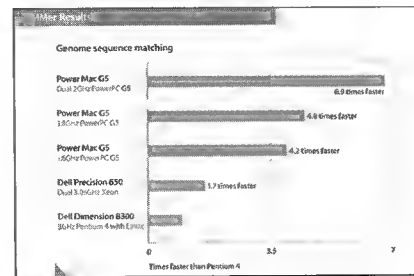 Mer Results
Genome sequence matching
Power Mac G5
Dual 2GHz PowerPC G5
6.9 times faster
Power Mac G5
1.8GHz PowerPC G5
4.8 times faster
Power Mac G5
1.6GHz PowerPC G5
4.2 times faster
Dell Precision 650
Dual 3.06GHz Xeon
1.7 times faster
Dell Dimension 8300
3GHz Pentium 4 with Linux
0
3.5
7
Times faster than Pentium 4